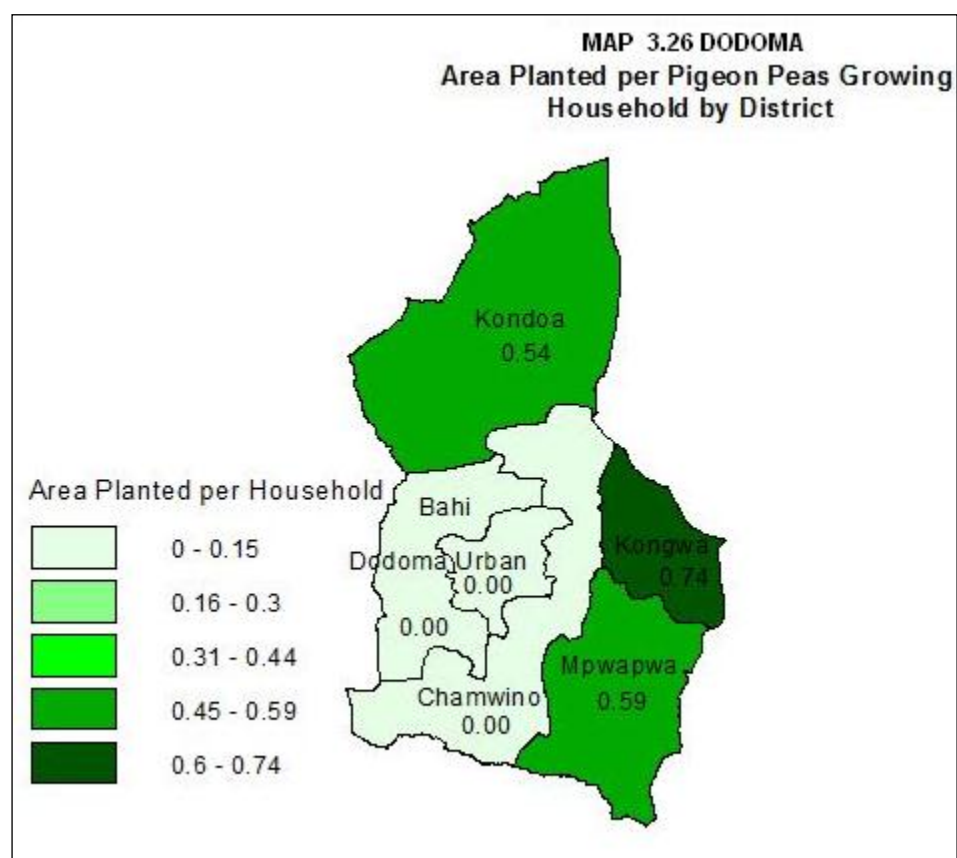 MAP 3.26 DODOMA
Area Planted per Pigeon Peas Growing
Household by District
Kondoa
0.54
Area Planted per Household
0 - 0.15
0.16 - 0.3
0.31 - 0.44
0.45 - 0.59
0.6 - 0.74
Bahi
Dodoma Urban
0.00
0.00
Kongwa
0.74
Mpwapwa
0.59
Chamwino
0.00